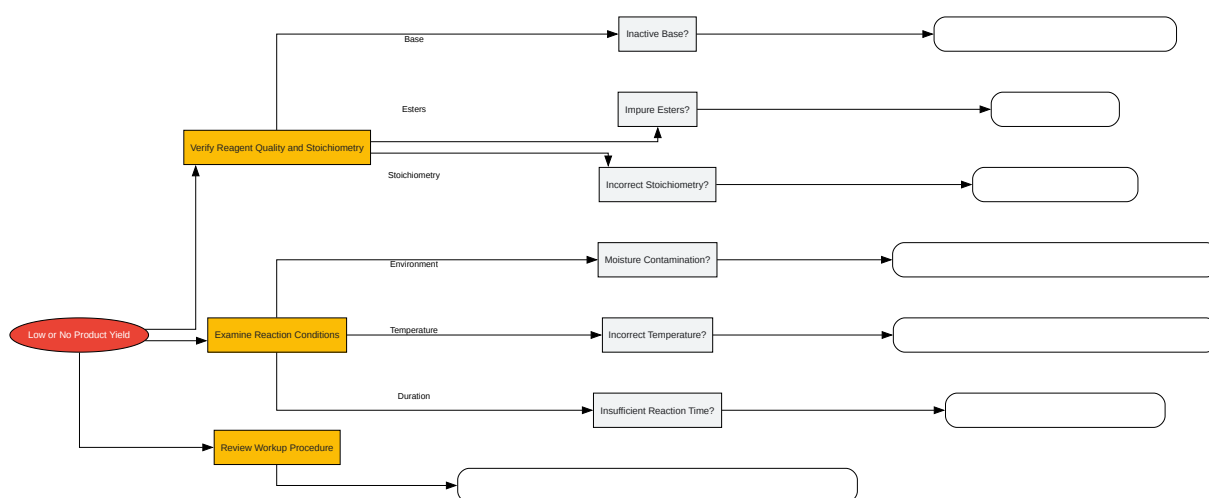 Base
Inactive Base?
Esters
Impure Esters?
Verify Reagent Quality and Stoichiometry
Stoichiometry
Incorrect Stoichiometry?
Environment
Moisture Contamination?
Low or No Product Yield
Examine Reaction Conditions
Temperature
Incorrect Temperature?
Duration
Insufficient Reaction Time?
Review Workup Procedure